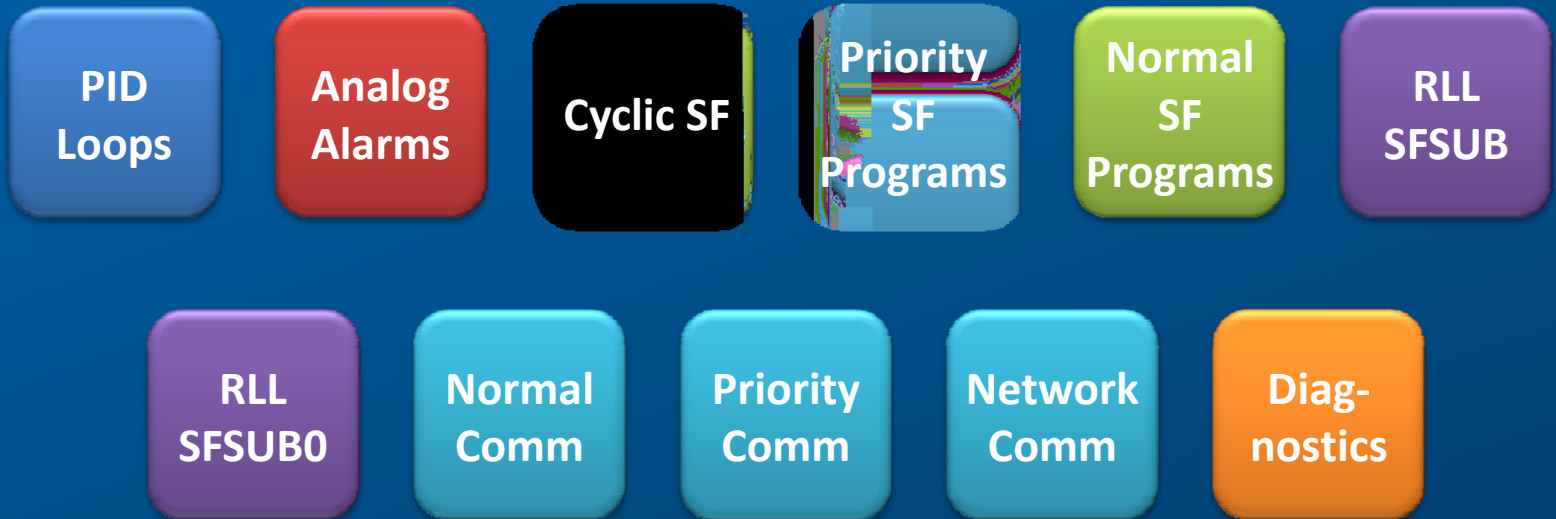 PID
Loops
Analog
Alarms
Cyclic SF
Priority
SF
Programs
Normal
SF
Programs
RLL
SFSUB
RLL
SFSUB0
Normal
Comm
Priority
Comm
Network
Comm
Diag-
nostics